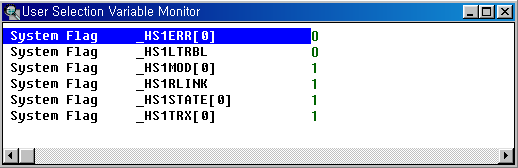 User Selection Variable Monitor
System Flag _HS1ERR[0] 0
System Flag _HS1LTRBL 0
System Flag _HS1MOD[0] 1
System Flag _HS1RLINK 1
System Flag _HS1STATE[0] 1
System Flag _HS1TRX[0] 1